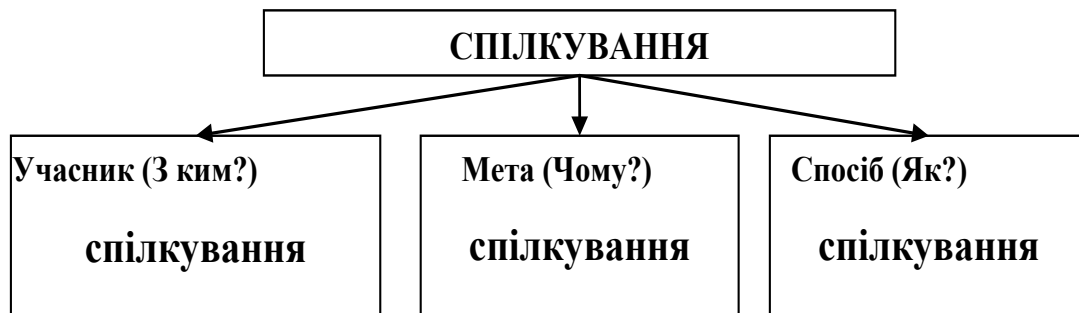 СПІЛКУВАННЯ
Учасник (З ким?)
спілкування
Мета (Чому?)
спілкування
Спосіб (Як?)
спілкування